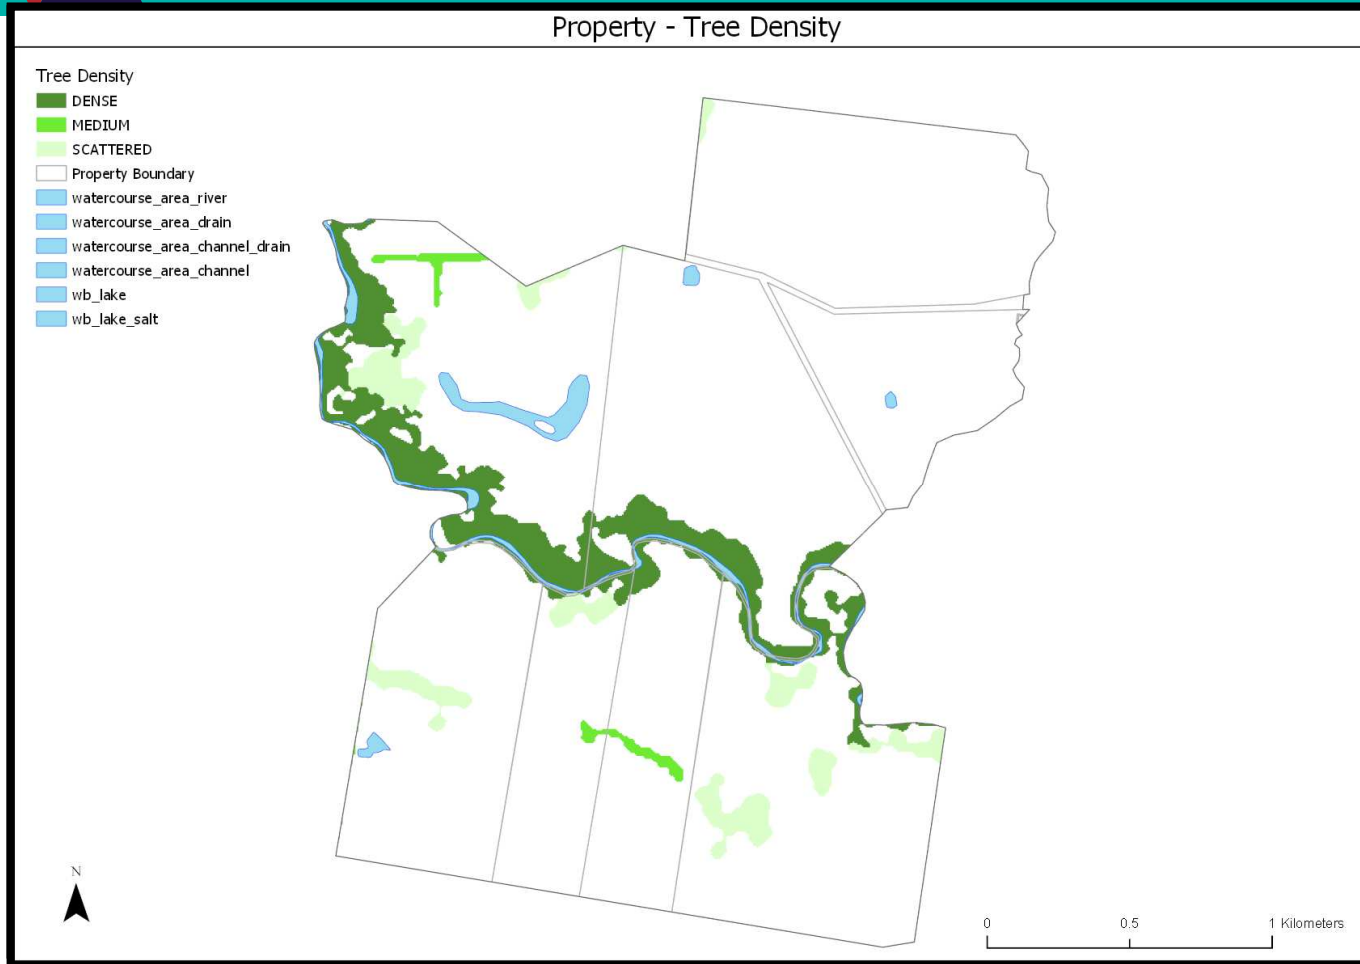 Property - Tree Density
Tree Density
DENSE
MEDIUM
SCATTERED
Property Boundary
watercourse_area_river
watercourse_area_drain
watercourse_area_channel_drain
watercourse_area_channel
wb_lake
wb_lake_salt
N
0 0.5 1 Kilometers